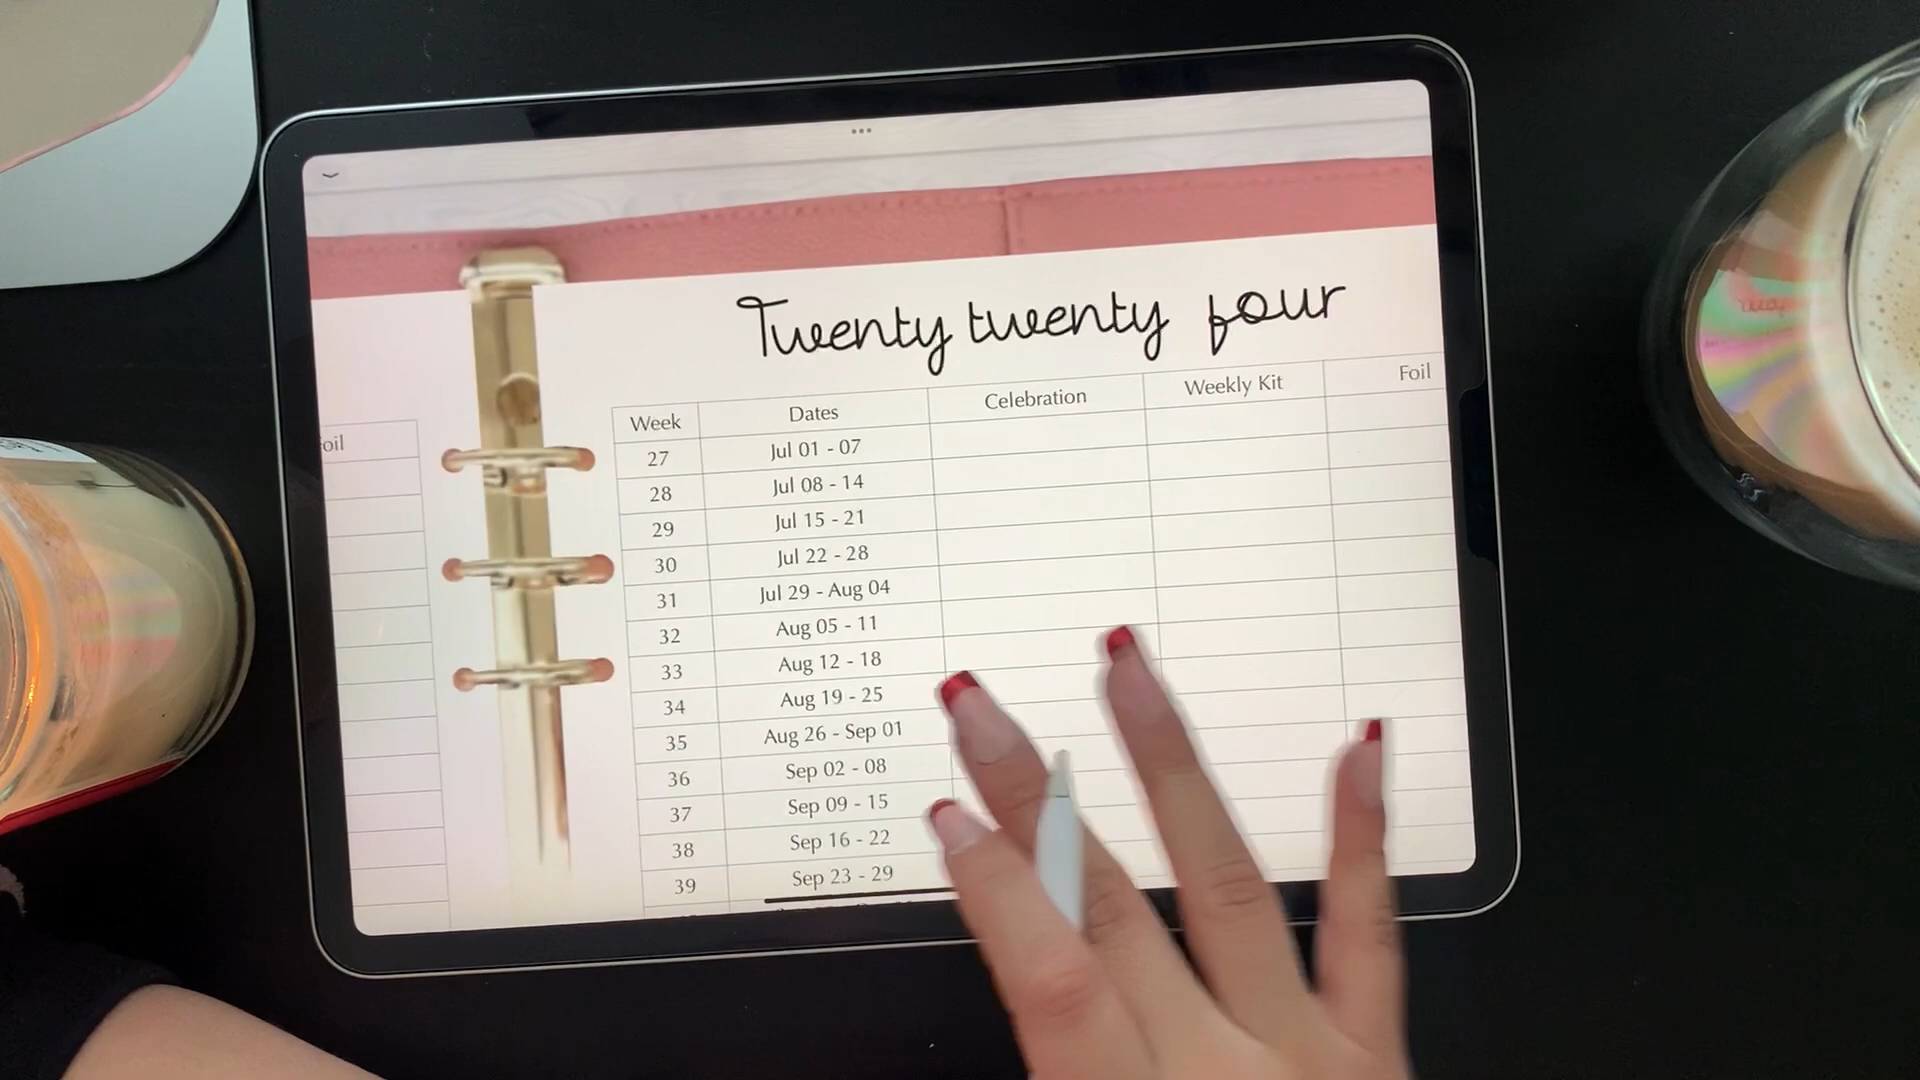 Twenty twenty four
Week Dates Celebration Weekly Kit Foil
27 Jul 01 - 07
28 Jul 08 - 14
29 Jul 15 - 21
30 Jul 22 - 28
31 Jul 29 - Aug 04
32 Aug 05 - 11
33 Aug 12 - 18
34 Aug 19 - 25
35 Aug 26 - Sep 01
36 Sep 02 - 08
37 Sep 09 - 15
38 Sep 16 - 22
39 Sep 23 - 29